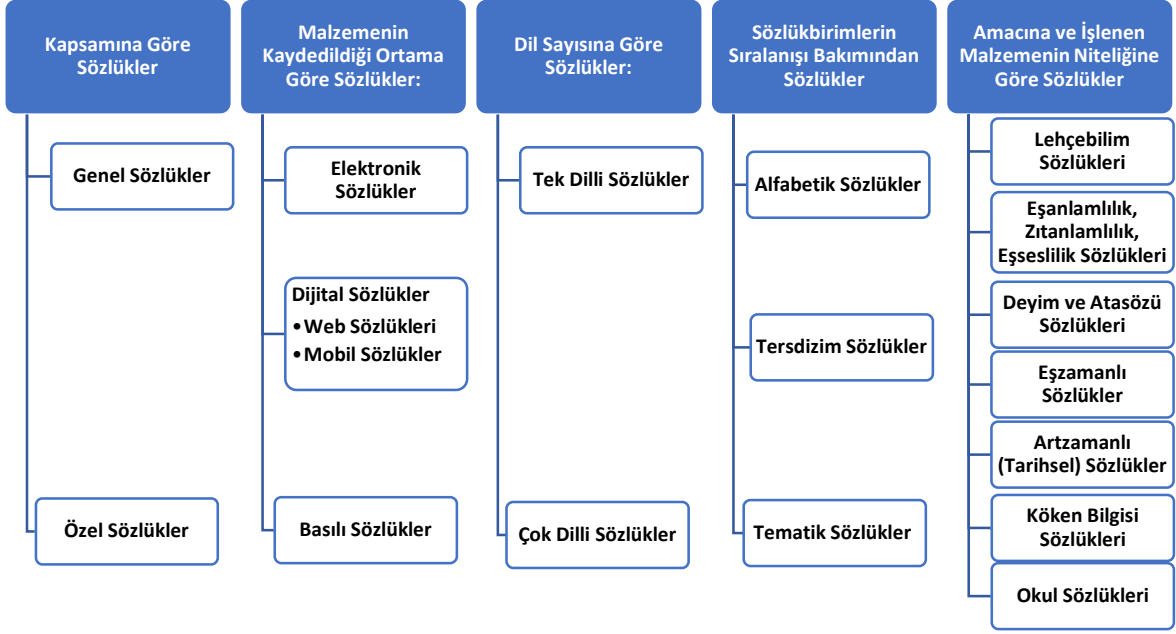 Kapsamına Göre
Sözlükler
Genel Sözlükler
Özel Sözlükler
Malzemenin
Kaydedildiği Ortama
Göre Sözlükler:
Elektronik
Sözlükler
Dijital Sözlükler
•Web Sözlükleri
•Mobil Sözlükler
Basılı Sözlükler
Dil Sayısına Göre
Sözlükler:
Tek Dilli Sözlükler
Çok Dilli Sözlükler
Sözlükbirimlerin
Sıralanışı Bakımından
Sözlükler
Alfabetik Sözlükler
Tersdizim Sözlükler
Tematik Sözlükler
Amacına ve İşlenen
Malzemenin Niteliğine
Göre Sözlükler
Lehçebilim
Sözlükleri
Eşanlamlılık,
Zıtanlamlılık,
Eşseslilik Sözlükleri
Deyim ve Atasözü
Sözlükleri
Eşzamanlı
Sözlükler
Artzamanlı
(Tarihsel) Sözlükler
Köken Bilgisi
Sözlükleri
Okul Sözlükleri